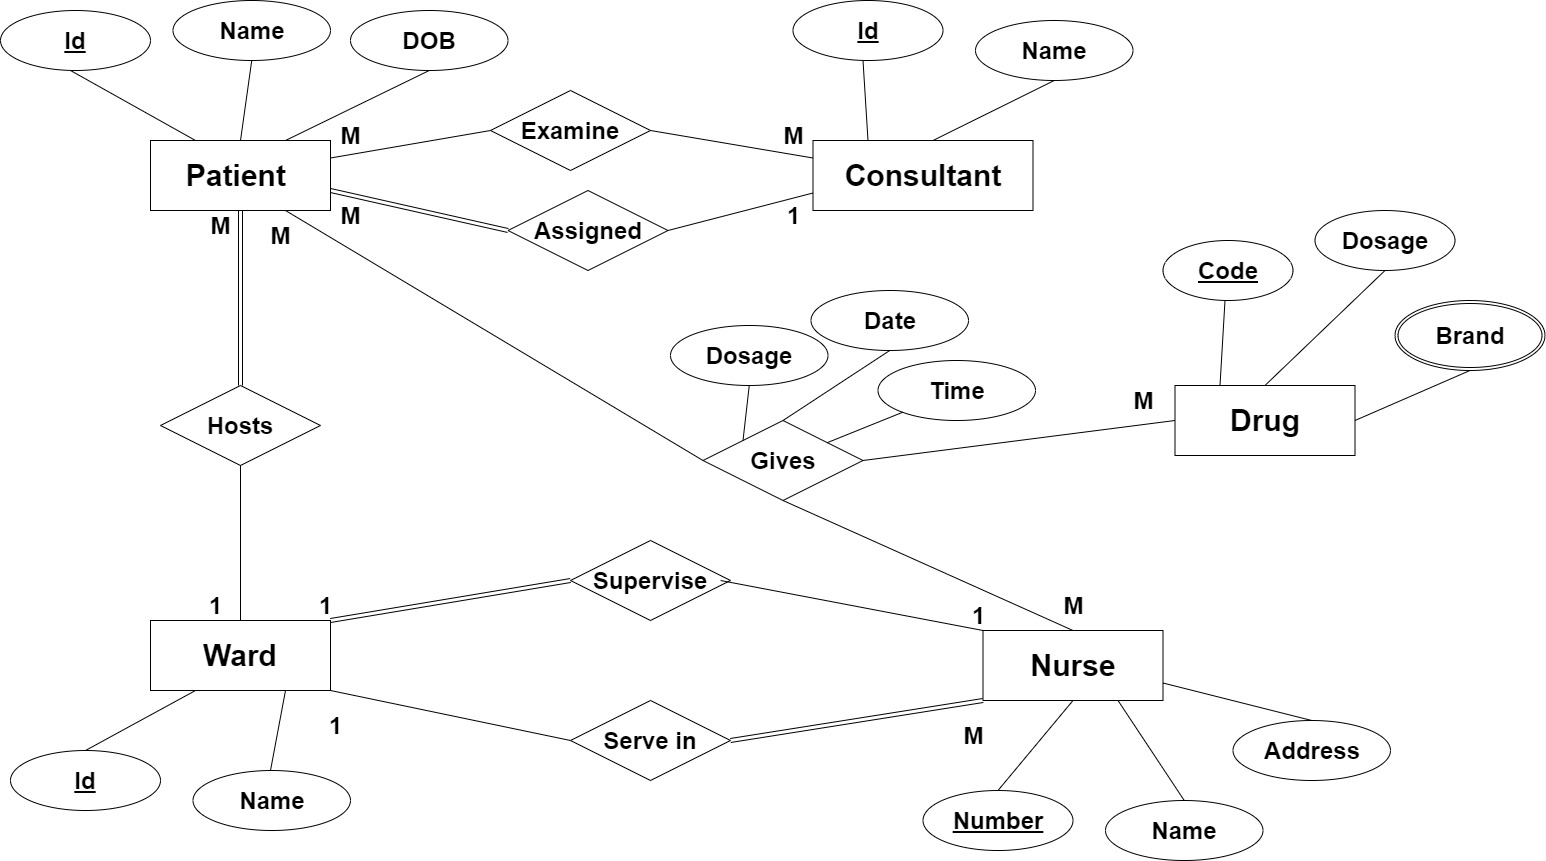 Id
Name
DOB
Id
Name
M
Examine
M
Patient
Consultant
M
M
M
Assigned
1
Code
Dosage
Brand
Date
Dosage
Time
M
Drug
Hosts
Gives
Supervise
1
1
1
M
Ward
Nurse
1
Serve in
M
Address
Id
Name
Number
Name